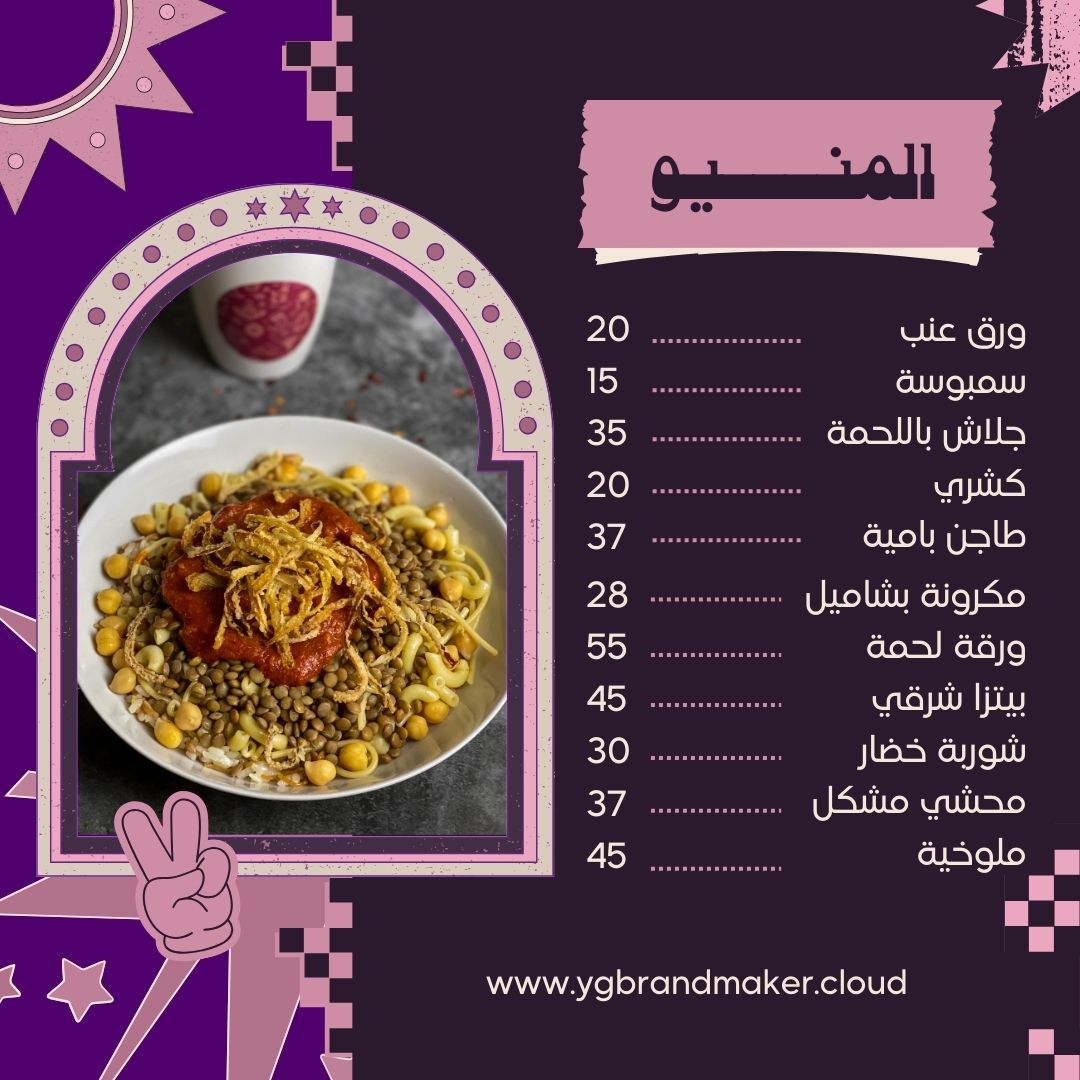 المنيو
ورق عنب ............... 20
سمبوسة ............... 15
جلاش باللحمة ............... 35
كشري ............... 20
طاجن بامية ............... 37
مكرونة بشاميل ............... 28
ورقة لحمة ............... 55
بيتزا شرقي ............... 45
شوربة خضار ............... 30
محشي مشكل ............... 37
ملوخية ............... 45
www.ygbrandmaker.cloud